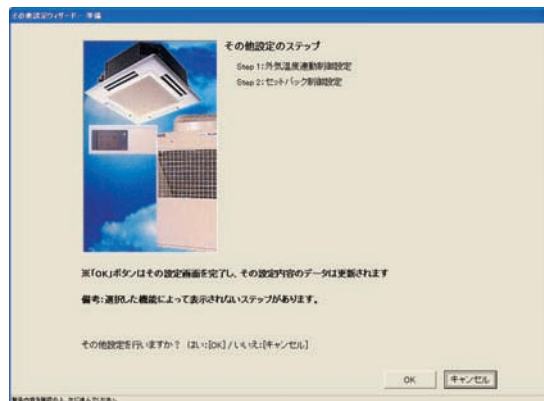 その他設定ウィザード - 準備
その他設定のステップ
Step 1:外気温度連動制御設定
Step 2:セットバック制御設定
※「OK」ボタンはその設定画面を完了し、その設定内容のデータは更新されます
備考:選択した機能によって表示されないステップがあります。
その他設定を行いますか? はい:[OK] / いいえ:[キャンセル]
OK
キャンセル